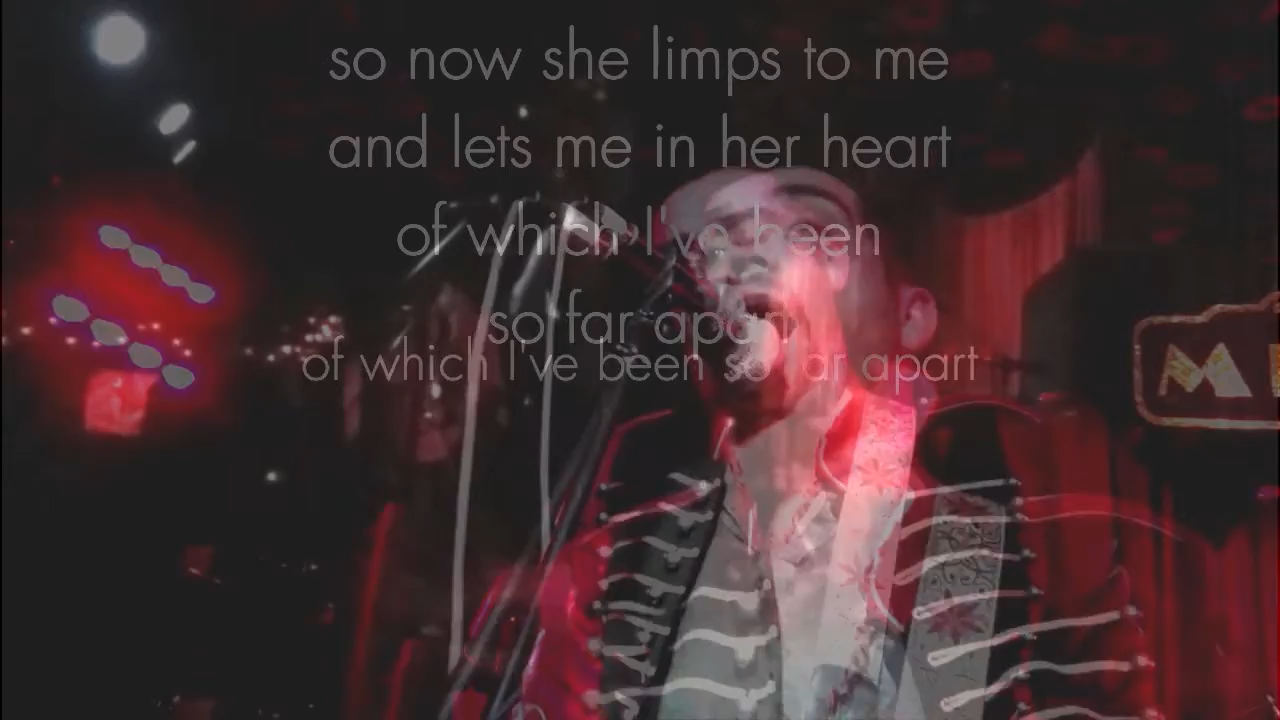 so now she limps to me
and lets me in her heart
of which I've been
so far apart
of which I've been so far apart
M